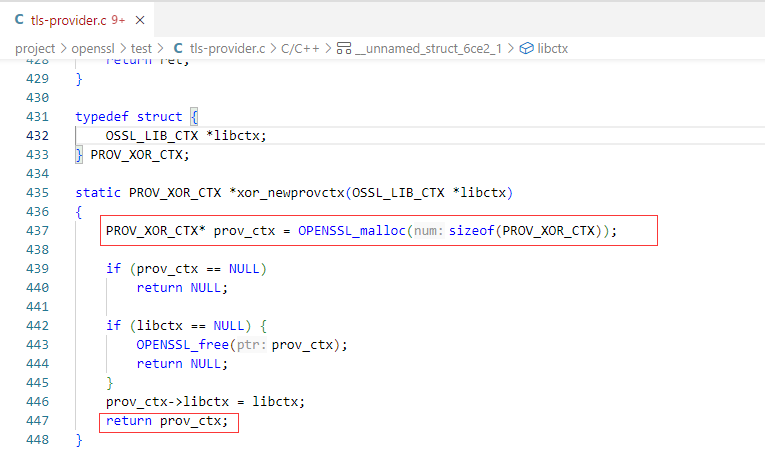 C tls-provider.c 9+ ×
project > openssl > test > C tls-provider.c > C/C++ > __unnamed_struct_6ce2_1 > libctx
428 return ret;
429 }
430
431 typedef struct {
432 OSSL_LIB_CTX *libctx;
433 } PROV_XOR_CTX;
434
435 static PROV_XOR_CTX *xor_newprovctx(OSSL_LIB_CTX *libctx)
436 {
437 PROV_XOR_CTX* prov_ctx = OPENSSL_malloc(num: sizeof(PROV_XOR_CTX));
438
439 if (prov_ctx == NULL)
440 return NULL;
441
442 if (libctx == NULL) {
443 OPENSSL_free(ptr: prov_ctx);
444 return NULL;
445 }
446 prov_ctx->libctx = libctx;
447 return prov_ctx;
448 }